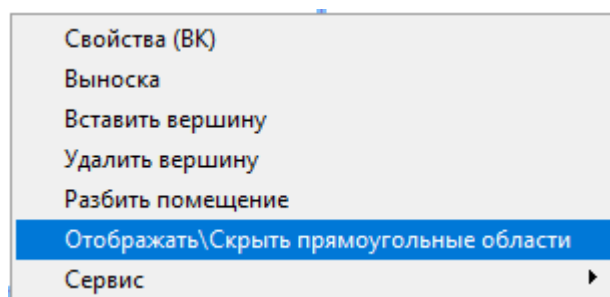 Свойства (ВК)
Выноска
Вставить вершину
Удалить вершину
Разбить помещение
Отображать\Скрыть прямоугольные области
Сервис